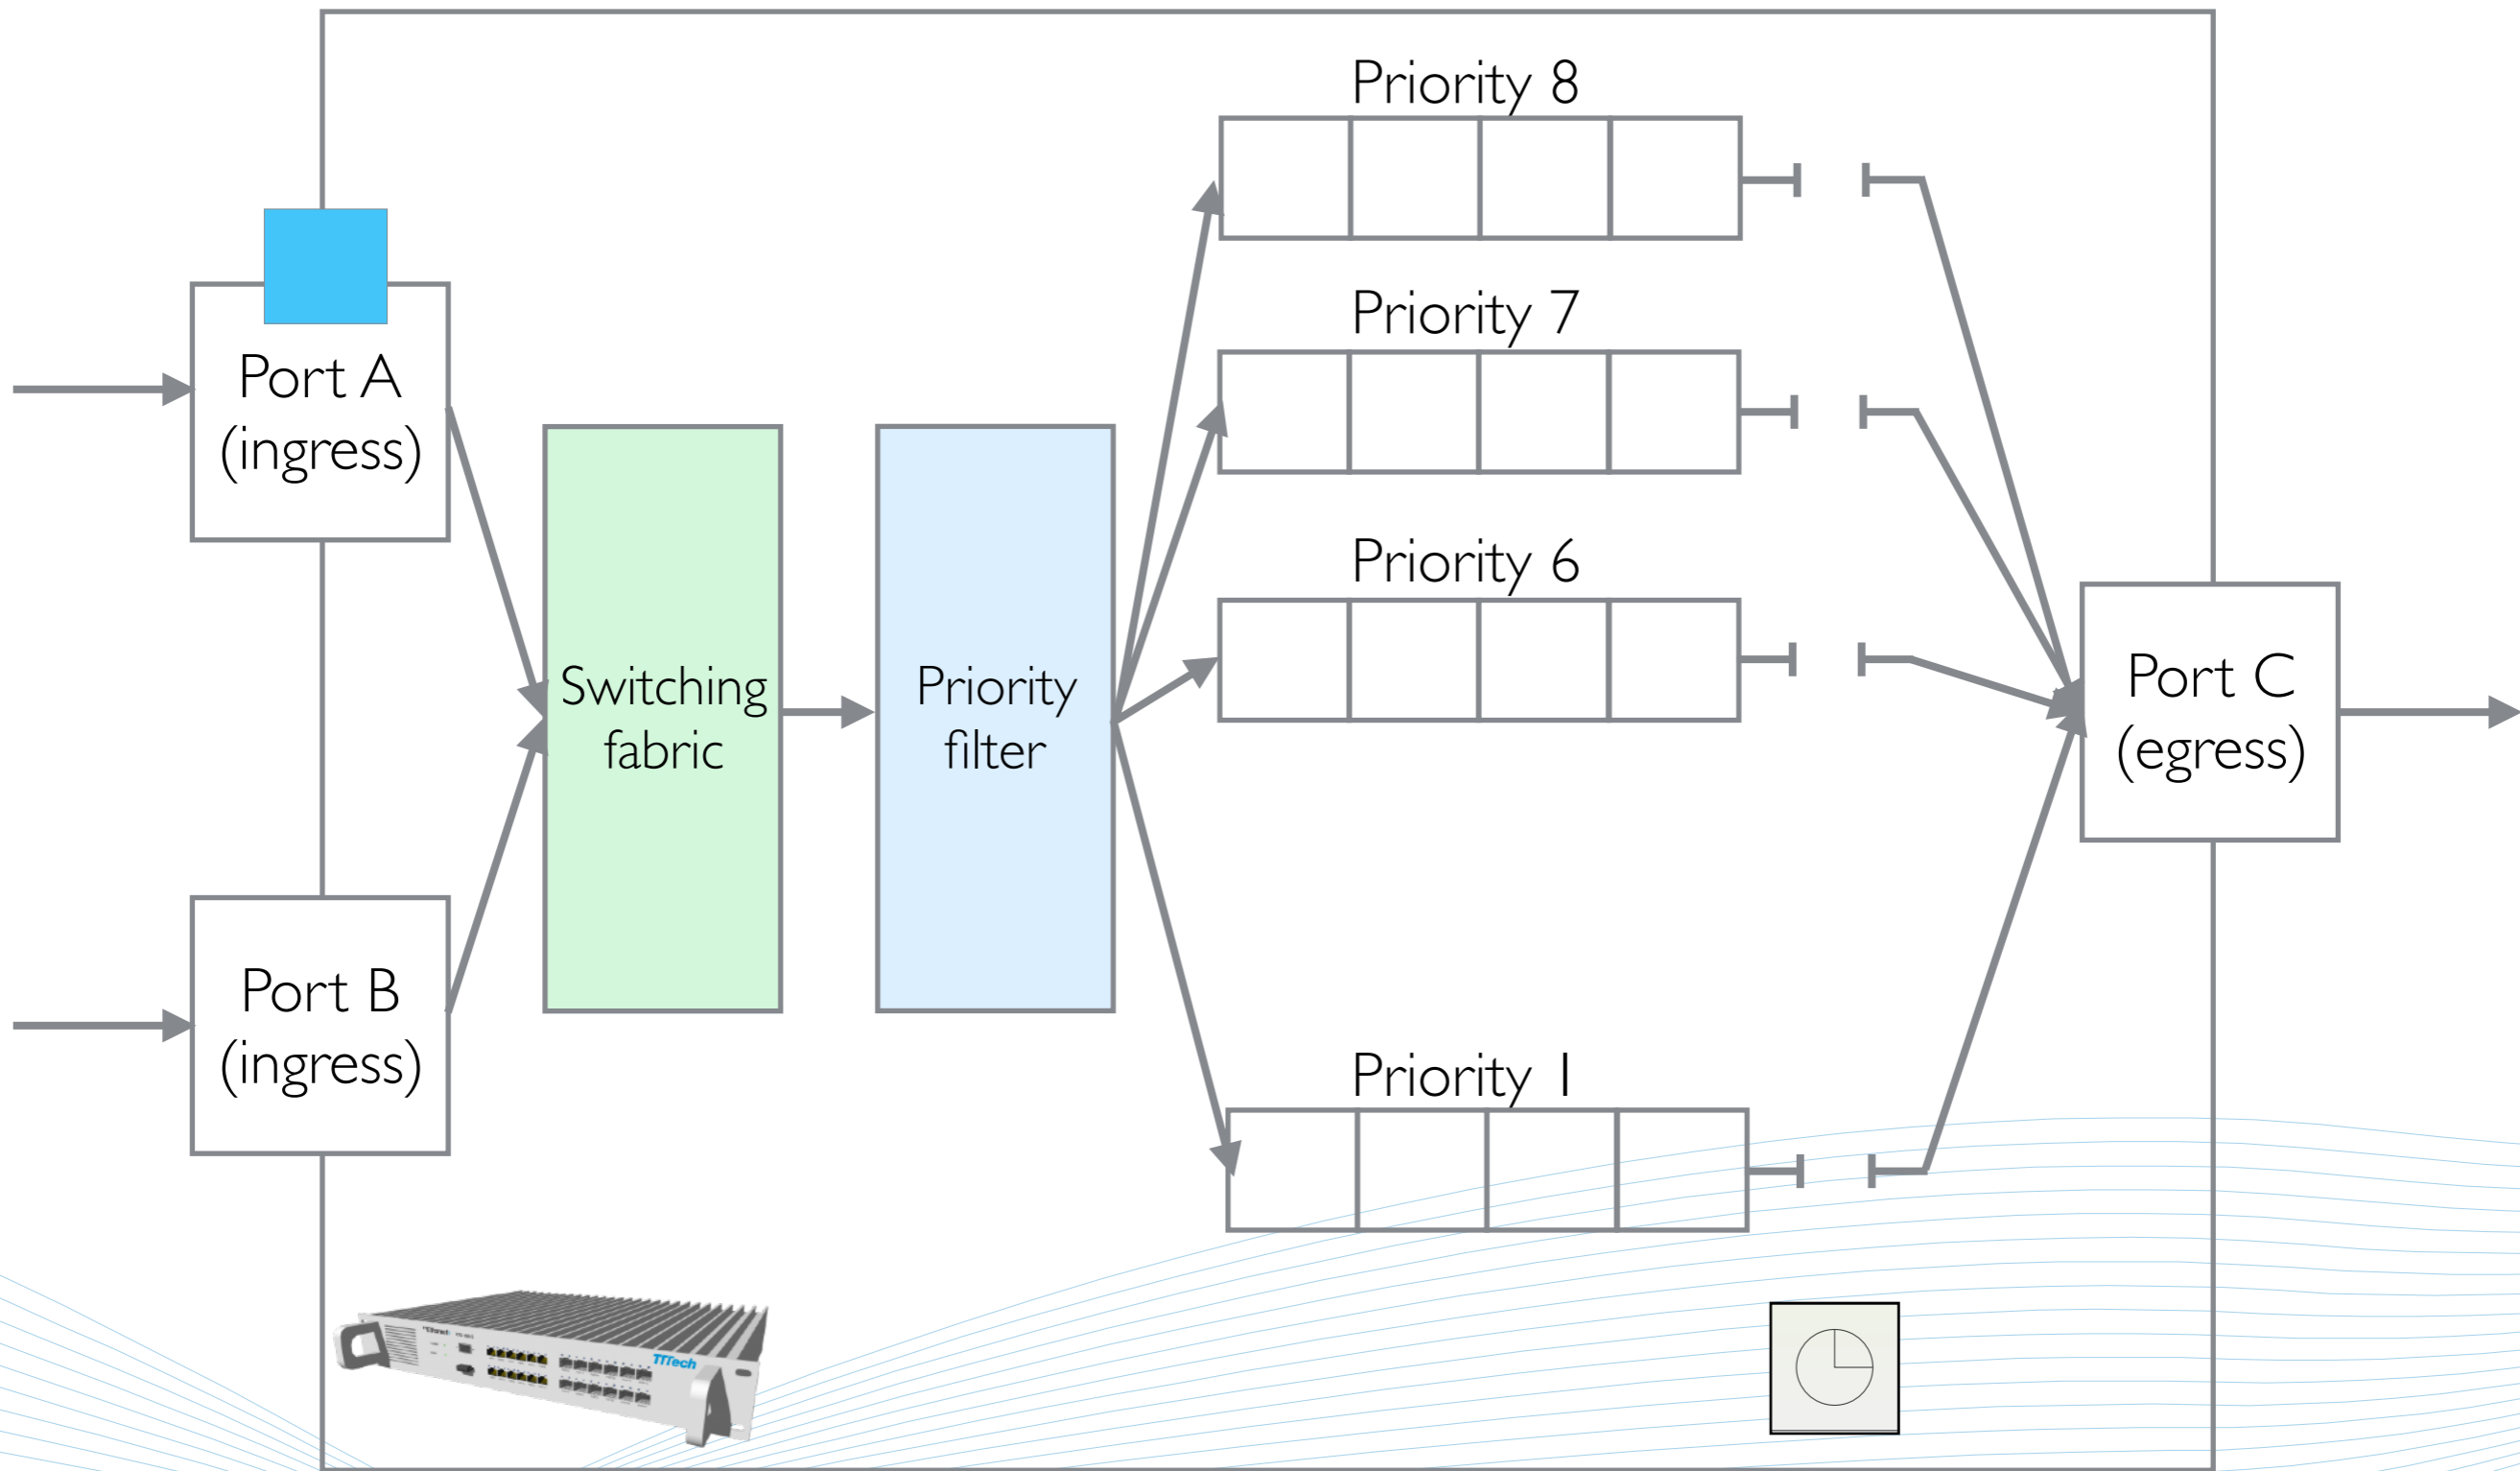 Priority 8
Priority 7
Port A
(ingress)
Priority 6
Switching
fabric
Priority
filter
Port C
(egress)
Port B
(ingress)
Priority 1
TTTech